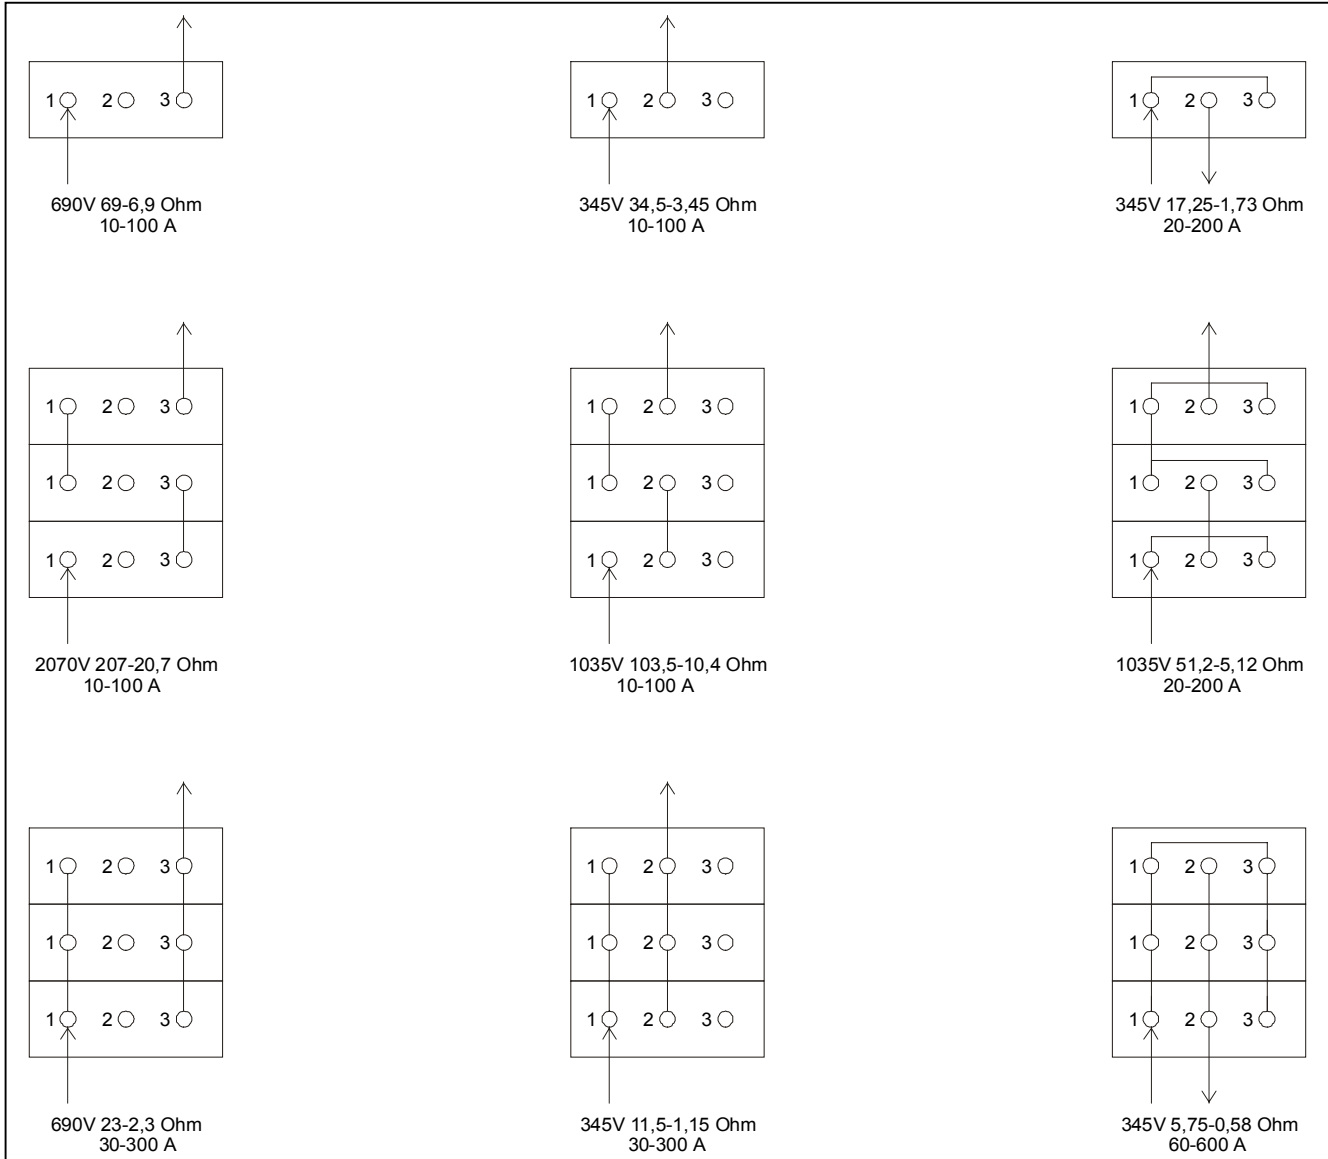 1 2 3
690V 69-6,9 Ohm
10-100 A
1 2 3
345V 34,5-3,45 Ohm
10-100 A
1 2 3
345V 17,25-1,73 Ohm
20-200 A
1 2 3
1 2 3
1 2 3
2070V 207-20,7 Ohm
10-100 A
1 2 3
1 2 3
1 2 3
1035V 103,5-10,4 Ohm
10-100 A
1 2 3
1 2 3
1 2 3
1035V 51,2-5,12 Ohm
20-200 A
1 2 3
1 2 3
1 2 3
690V 23-2,3 Ohm
30-300 A
1 2 3
1 2 3
1 2 3
345V 11,5-1,15 Ohm
30-300 A
1 2 3
1 2 3
1 2 3
345V 5,75-0,58 Ohm
60-600 A